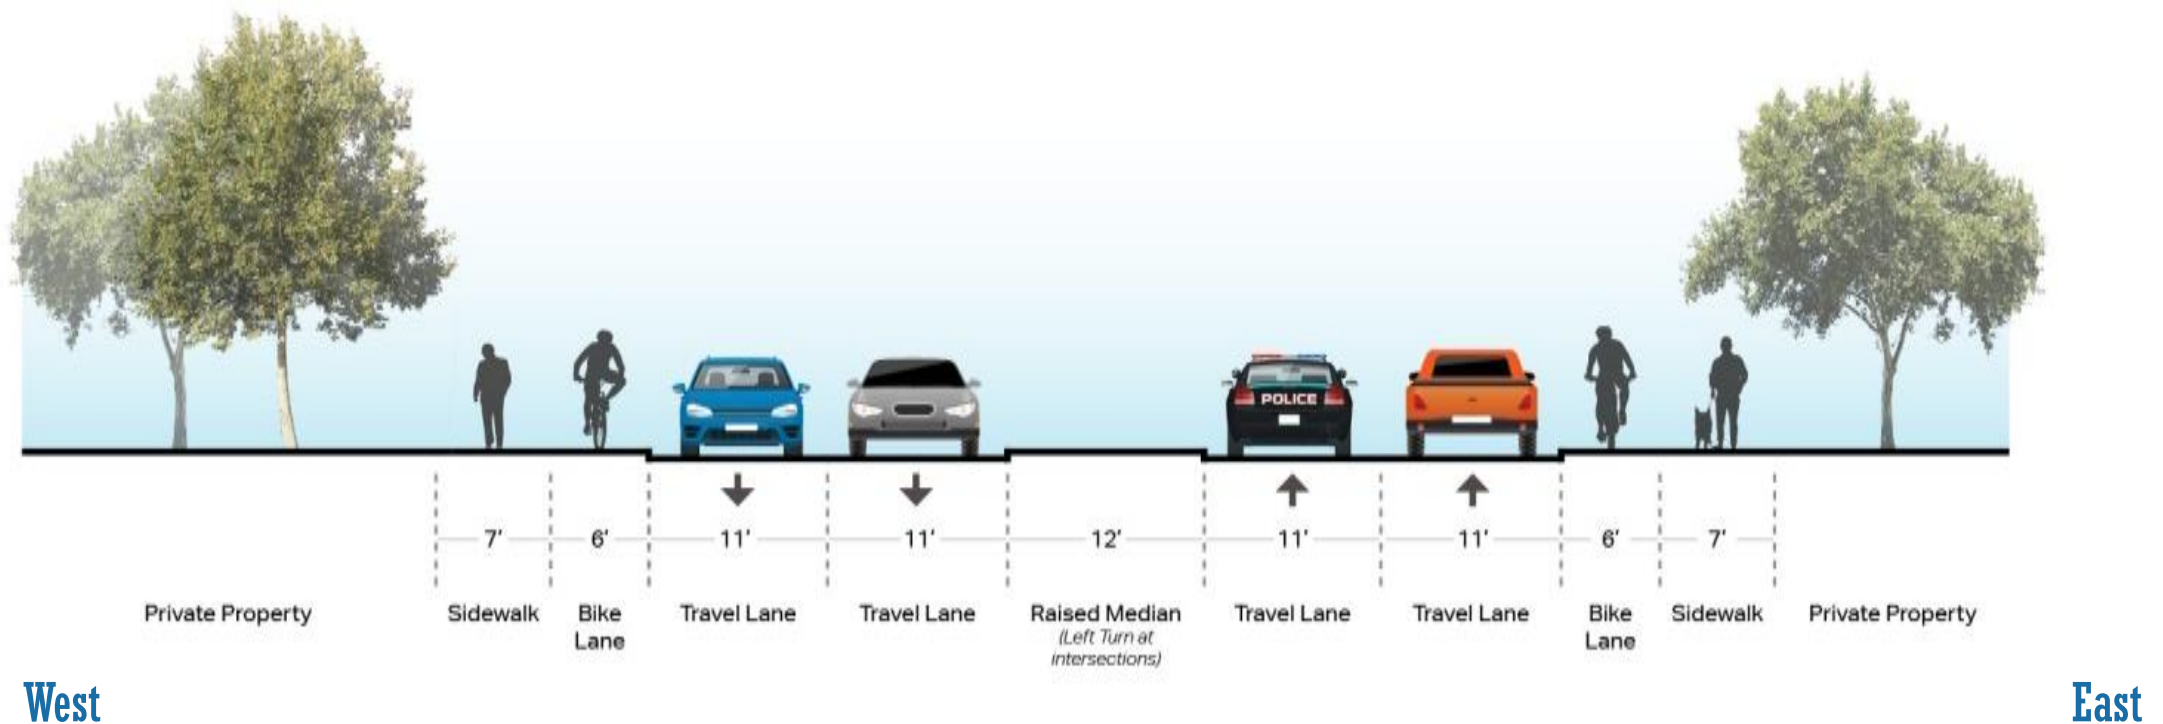 POLICE
7' 6' 11' 11' 12' 11' 11' 6' 7'
Private Property Sidewalk Bike Travel Lane Travel Lane Raised Median Travel Lane Travel Lane Bike Sidewalk Private Property
Lane (Left Turn at Lane
intersections)
West East